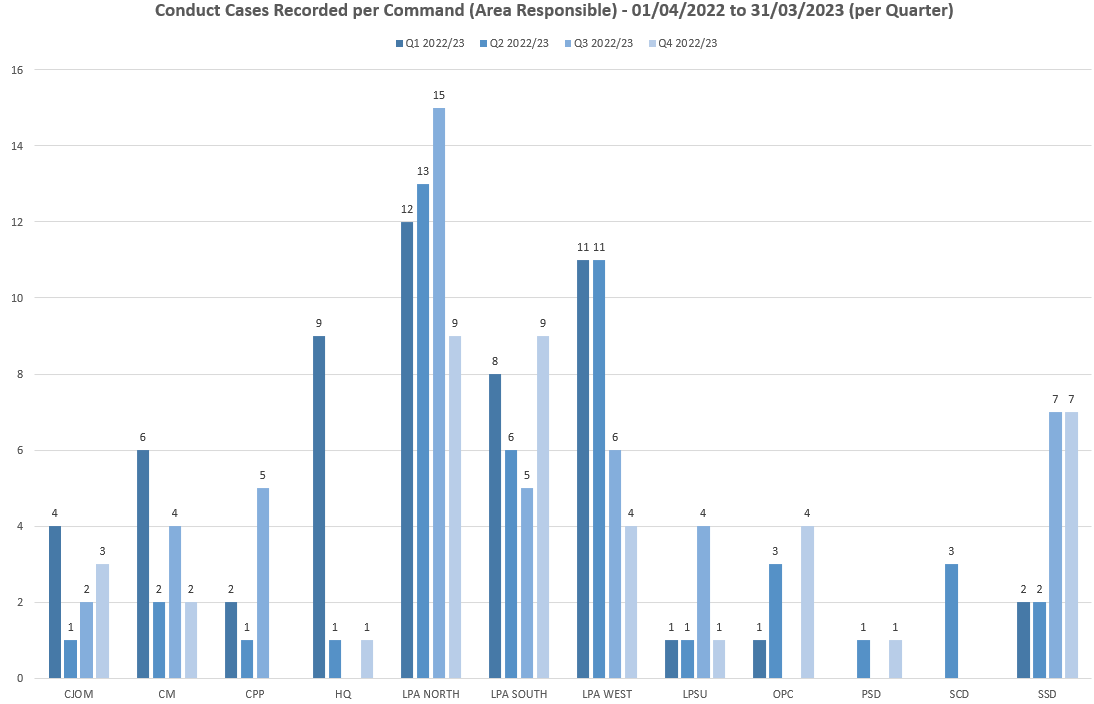 Conduct Cases Recorded per Command (Area Responsible) - 01/04/2022 to 31/03/2023 (per Quarter)
Q1 2022/23 Q2 2022/23 Q3 2022/23 Q4 2022/23
16
15
14
13
12 12
11 11
10
9 9 9
8 8
7 7
6 6 6 6
5 5
4 4 4 4 4 4
3 3 3
2 2 2 2 2 2 2 2
1 1 1 1 1 1 1 1 1 1
0
CJOM CM CPP HQ LPA NORTH LPA SOUTH LPA WEST LPSU OPC PSD SCD SSD